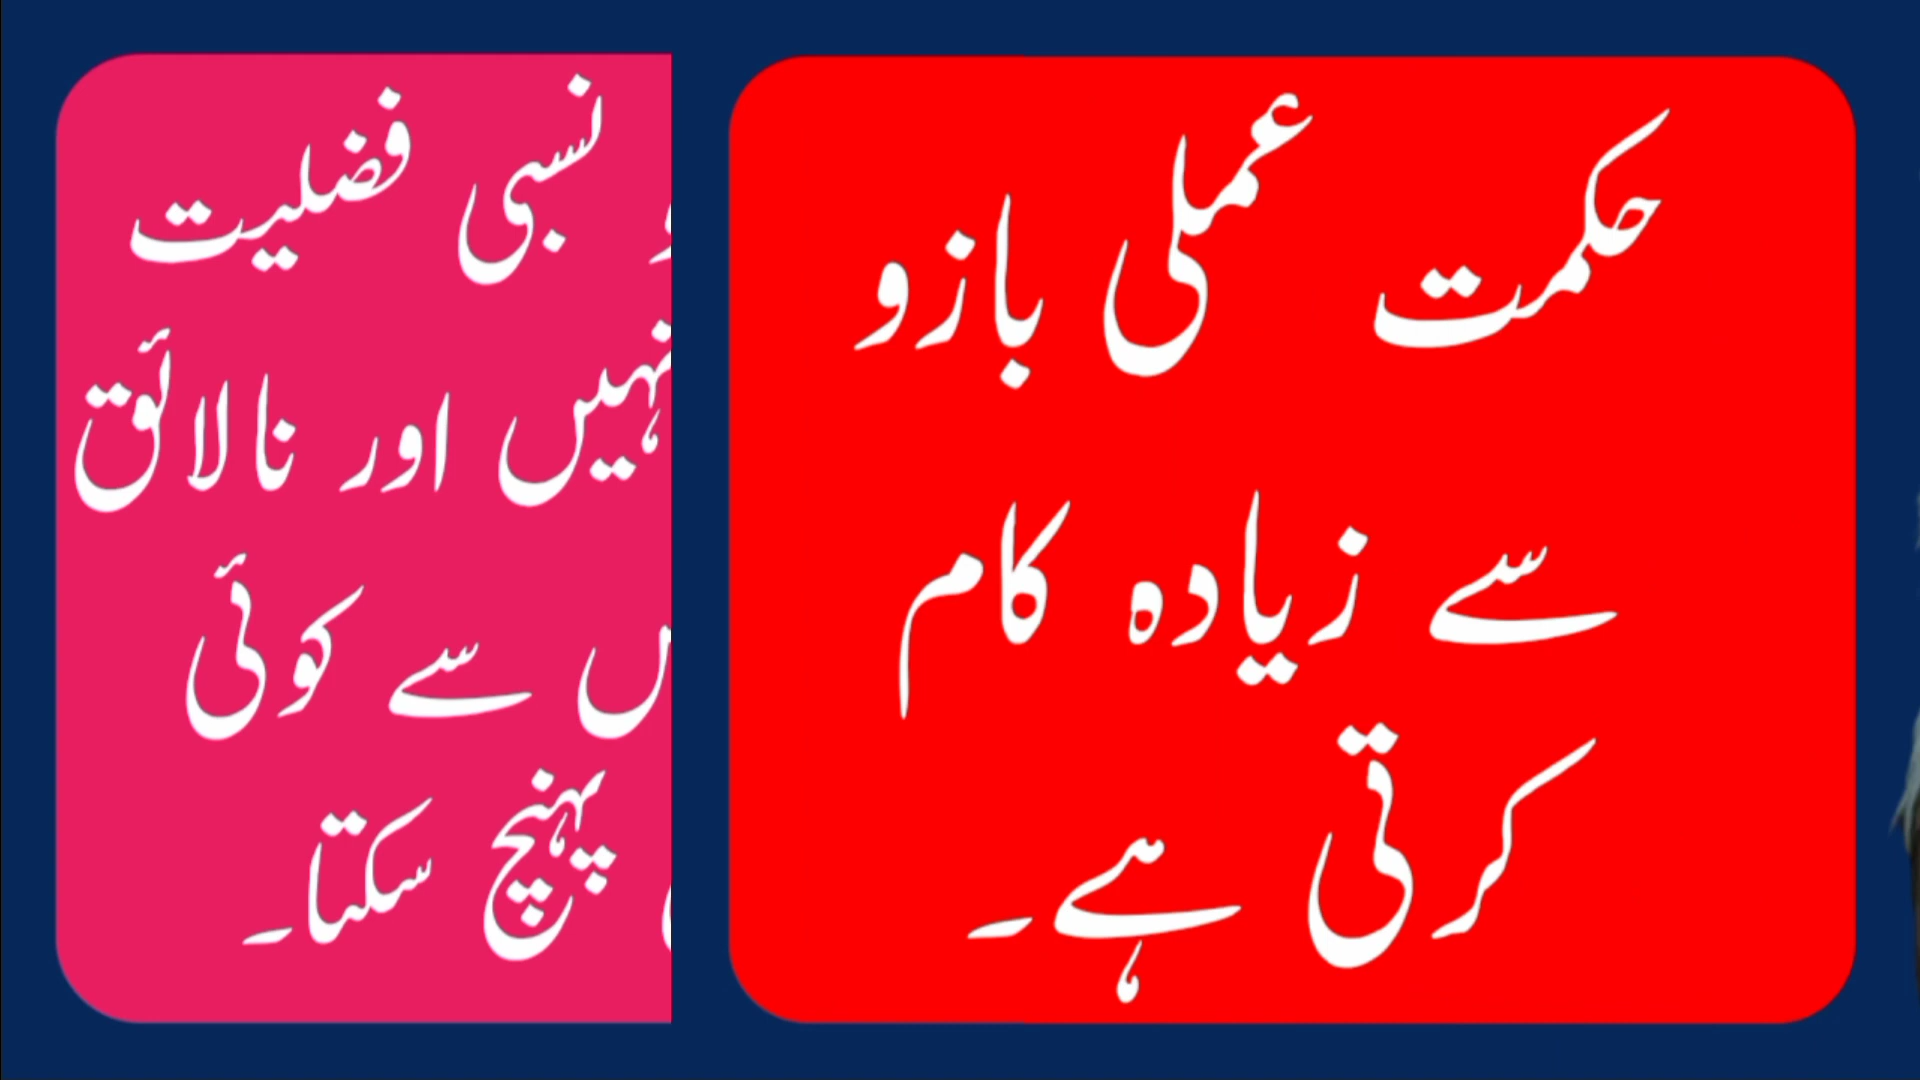 حکمت عملی بازو
سے زیادہ کام
کرتی ہے۔
نسبی فضلیت
نہیں اور نالائق
سے کوئی
پہنچ سکتا۔